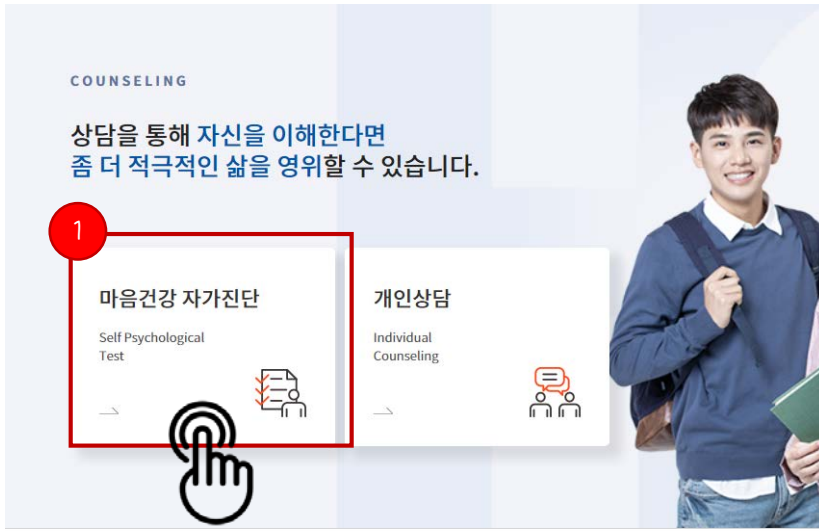 COUNSELING
상담을 통해 자신을 이해한다면
좀 더 적극적인 삶을 영위할 수 있습니다.
1
마음건강 자가진단
Self Psychological
Test
개인상담
Individual
Counseling